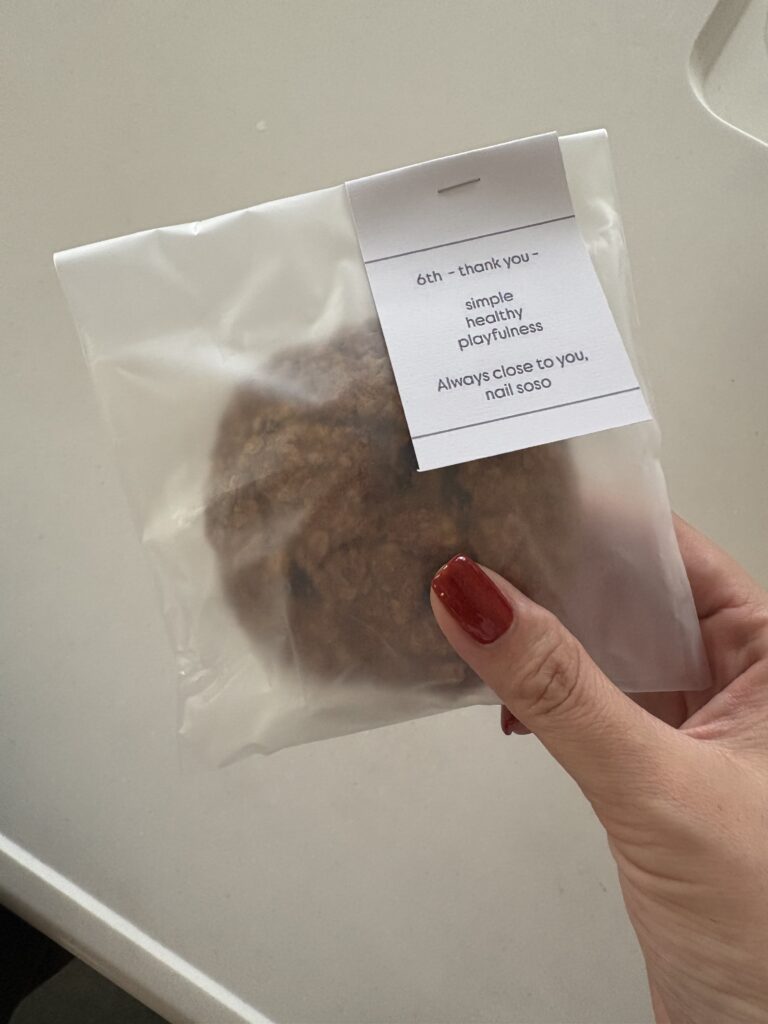 6th - thank you -
simple
healthy
playfulness
Always close to you,
nail soso